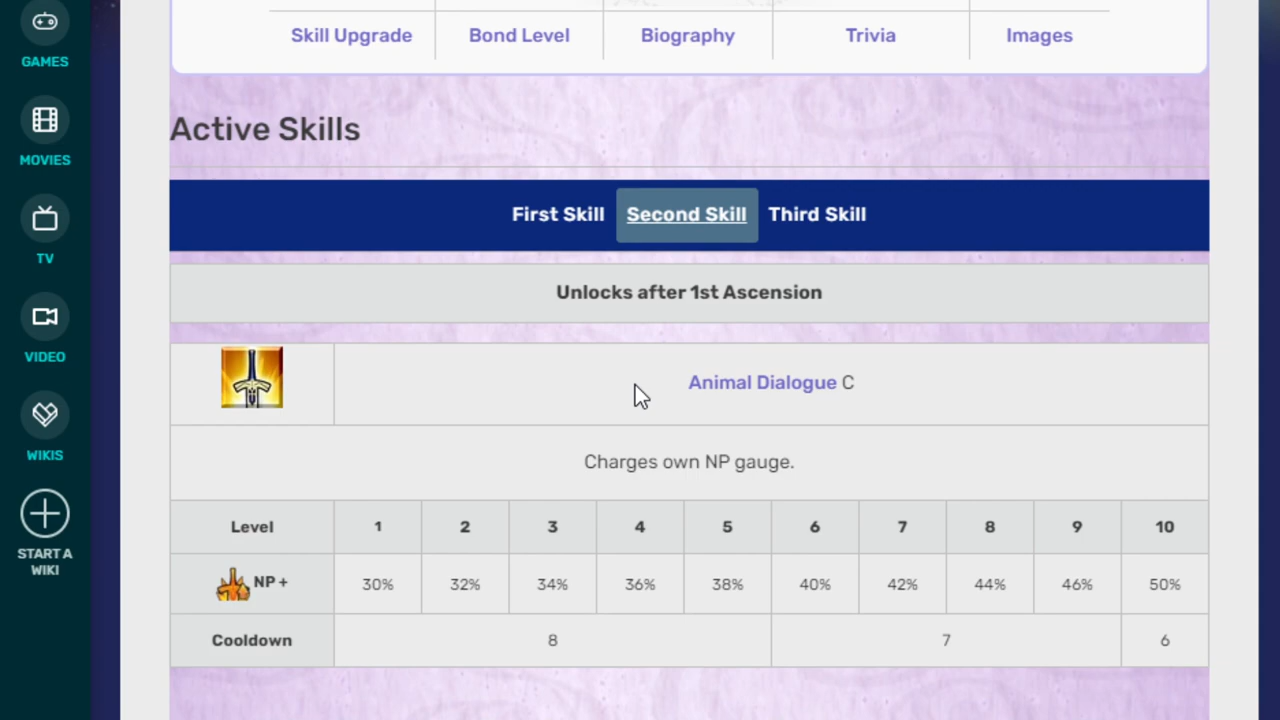 GAMES
MOVIES
TV
VIDEO
WIKIS
START A
WIKI
Skill Upgrade Bond Level Biography Trivia Images
Active Skills
First Skill Second Skill Third Skill
Unlocks after 1st Ascension
Animal Dialogue C
Charges own NP gauge.
Level 1 2 3 4 5 6 7 8 9 10
NP + 30% 32% 34% 36% 38% 40% 42% 44% 46% 50%
Cooldown 8 7 6